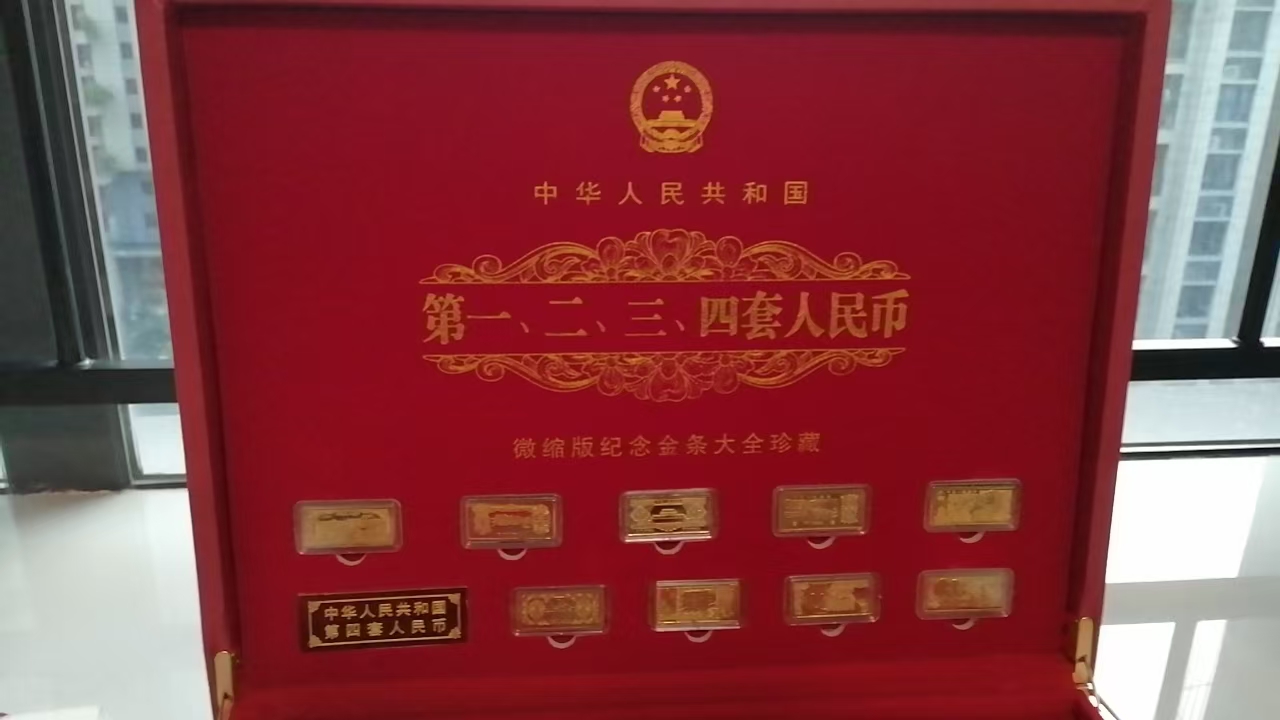 中华人民共和国
第一、二、三、四套人民币
微缩版纪念金条大全珍藏
中华人民共和国
第四套人民币